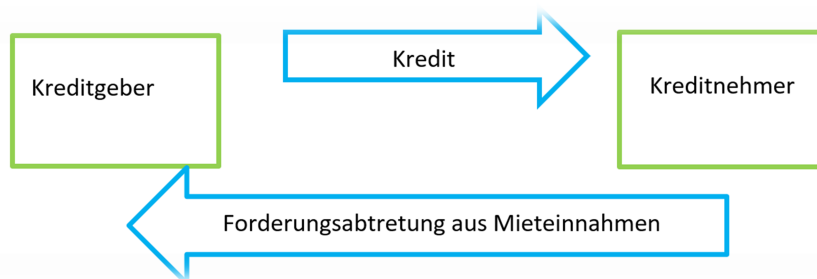 Kreditgeber
Kredit
Kreditnehmer
Forderungsabtretung aus Mieteinnahmen